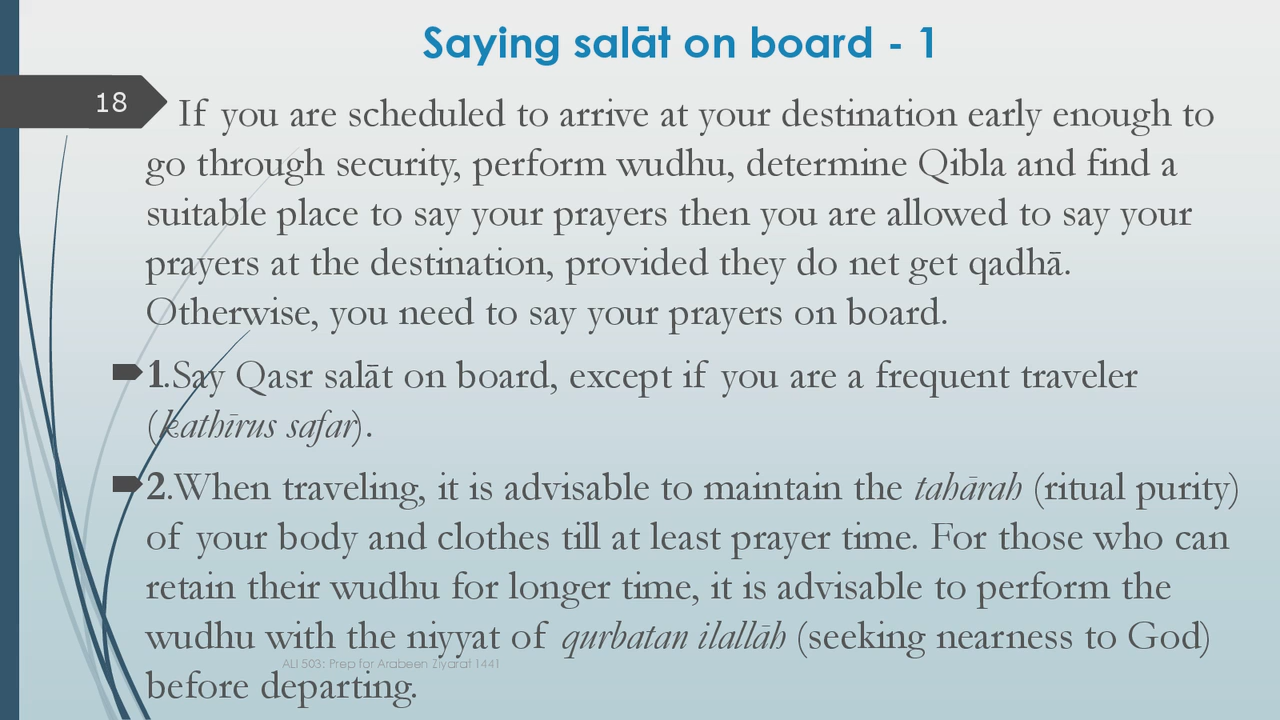 Saying salāt on board - 1
18
If you are scheduled to arrive at your destination early enough to
go through security, perform wudhu, determine Qibla and find a
suitable place to say your prayers then you are allowed to say your
prayers at the destination, provided they do net get qadhā.
Otherwise, you need to say your prayers on board.
1.Say Qasr salāt on board, except if you are a frequent traveler
(kathīrus safar).
2.When traveling, it is advisable to maintain the tahārah (ritual purity)
of your body and clothes till at least prayer time. For those who can
retain their wudhu for longer time, it is advisable to perform the
wudhu with the niyyat of qurbatan ilallāh (seeking nearness to God)
ALI 503: Prep for Arabeen Ziyarat 1441
before departing.